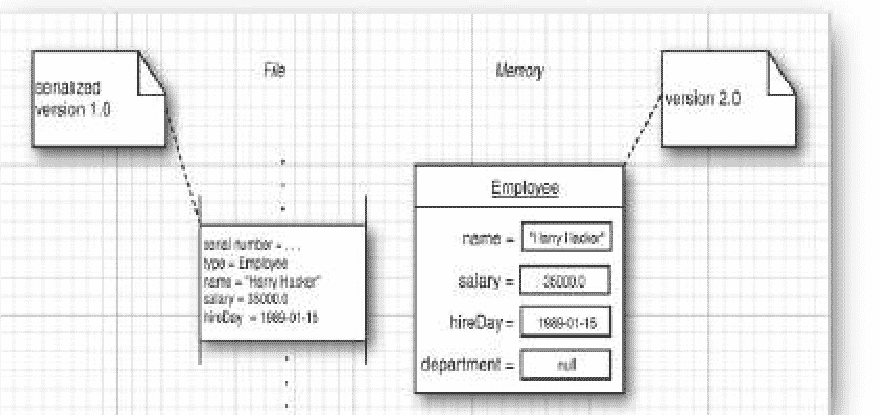 serialized
version 1.0
File
Memory
version 2.0
serial number = . . .
type = Employee
name = "Harry Hacker"
salary = 35000.0
hireDay = 1989-01-15
Employee
name = "Harry Hacker"
salary = 35000.0
hireDay = 1989-01-15
department = null